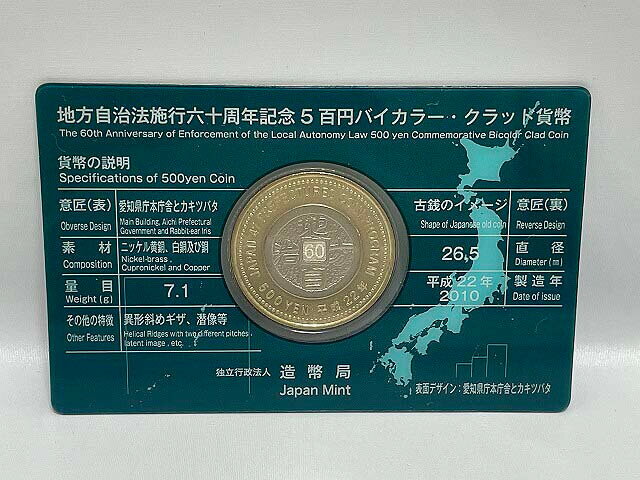 地方自治法施行六十周年記念5百円バイカラー・クラッド貨幣
The 60th Anniversary of Enforcement of the Local Autonomy Law 500 yen Commemorative Bicolor Clad Coin
貨幣の説明
Specifications of 500yen Coin
意匠(表)
Obverse Design
愛知県庁本庁舎とカキツバタ
Main Building, Aichi Prefectural
Government and Rabbit-ear Iris
素材
Composition
ニッケル黄銅、白銅及び銅
Nickel-brass,
Cupronickel and Copper
量目
Weight (g)
7.1
その他の特徴
Other Features
異形斜めギザ、潜像等
Helical Ridges with two different pitches,
latent image, etc.
60
500 YEN 平成22年
古銭のイメージ
Shape of Japanese old coin
意匠(裏)
Reverse Design
26.5
直径
Diameter (㎜)
平成22年
2010
製造年
Date of issue
独立行政法人 造幣局
Japan Mint
表面デザイン:愛知県庁本庁舎とカキツバタ